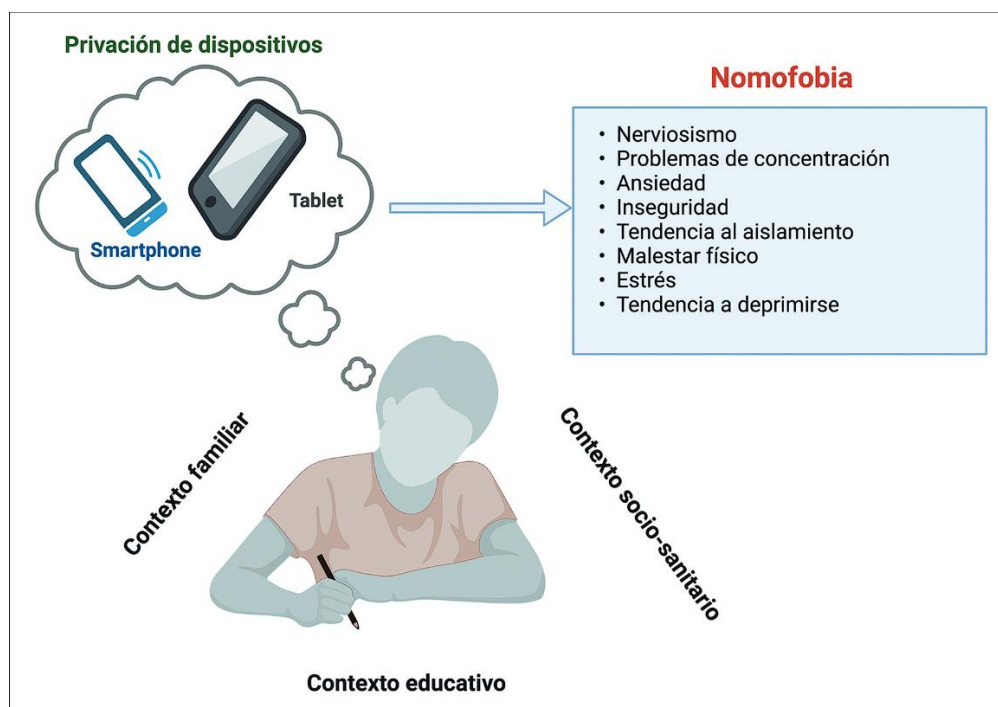 Privación de dispositivos
Tablet
Smartphone
Nomofobia
• Nerviosismo
• Problemas de concentración
• Ansiedad
• Inseguridad
• Tendencia al aislamiento
• Malestar físico
• Estrés
• Tendencia a deprimirse
Contexto familiar
Contexto socio-sanitario
Contexto educativo